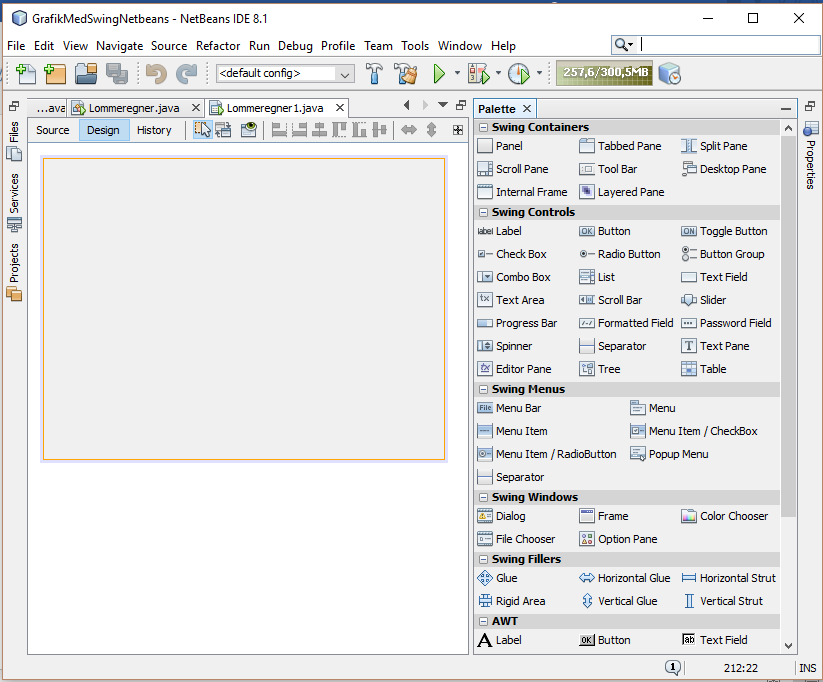 GrafikMedSwingNetbeans - NetBeans IDE 8.1
File Edit View Navigate Source Refactor Run Debug Profile Team Tools Window Help
<default config> 257,6/300,5MB
...ava Lommeregner.java Lommeregner1.java
Source Design History
Files
Services
Projects
Palette
Swing Containers
Panel Tabbed Pane Split Pane
Scroll Pane Tool Bar Desktop Pane
Internal Frame Layered Pane
Swing Controls
label Label OK Button ON Toggle Button
Check Box Radio Button Button Group
Combo Box List Text Field
Text Area Scroll Bar Slider
Progress Bar Formatted Field Password Field
Spinner Separator Text Pane
Editor Pane Tree Table
Swing Menus
File Menu Bar Menu
Menu Item Menu Item / CheckBox
Menu Item / RadioButton Popup Menu
Separator
Swing Windows
Dialog Frame Color Chooser
File Chooser Option Pane
Swing Fillers
Glue Horizontal Glue Horizontal Strut
Rigid Area Vertical Glue Vertical Strut
AWT
A Label OK Button ab Text Field
Properties
1 212:22 INS